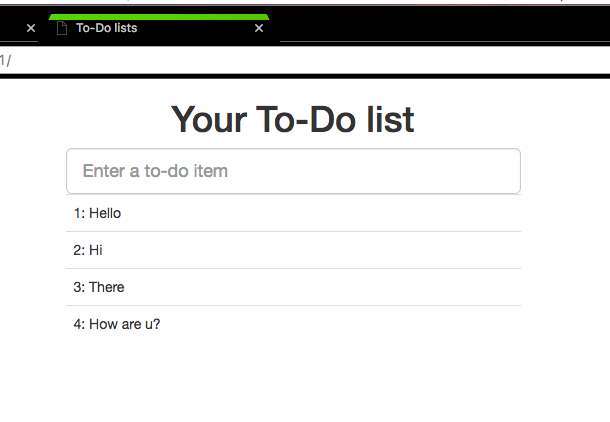 To-Do lists
1/
Your To-Do list
Enter a to-do item
1: Hello
2: Hi
3: There
4: How are u?